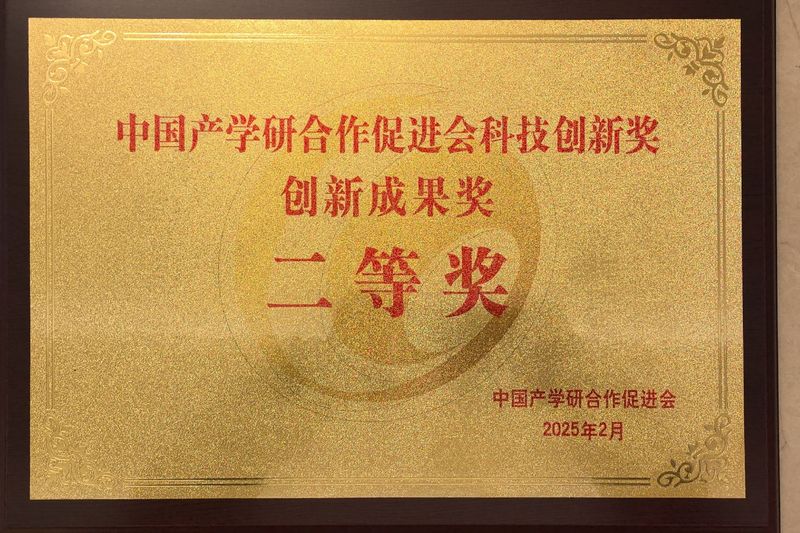 中国产学研合作促进会科技创新奖
创新成果奖
二等奖
中国产学研合作促进会
2025年2月